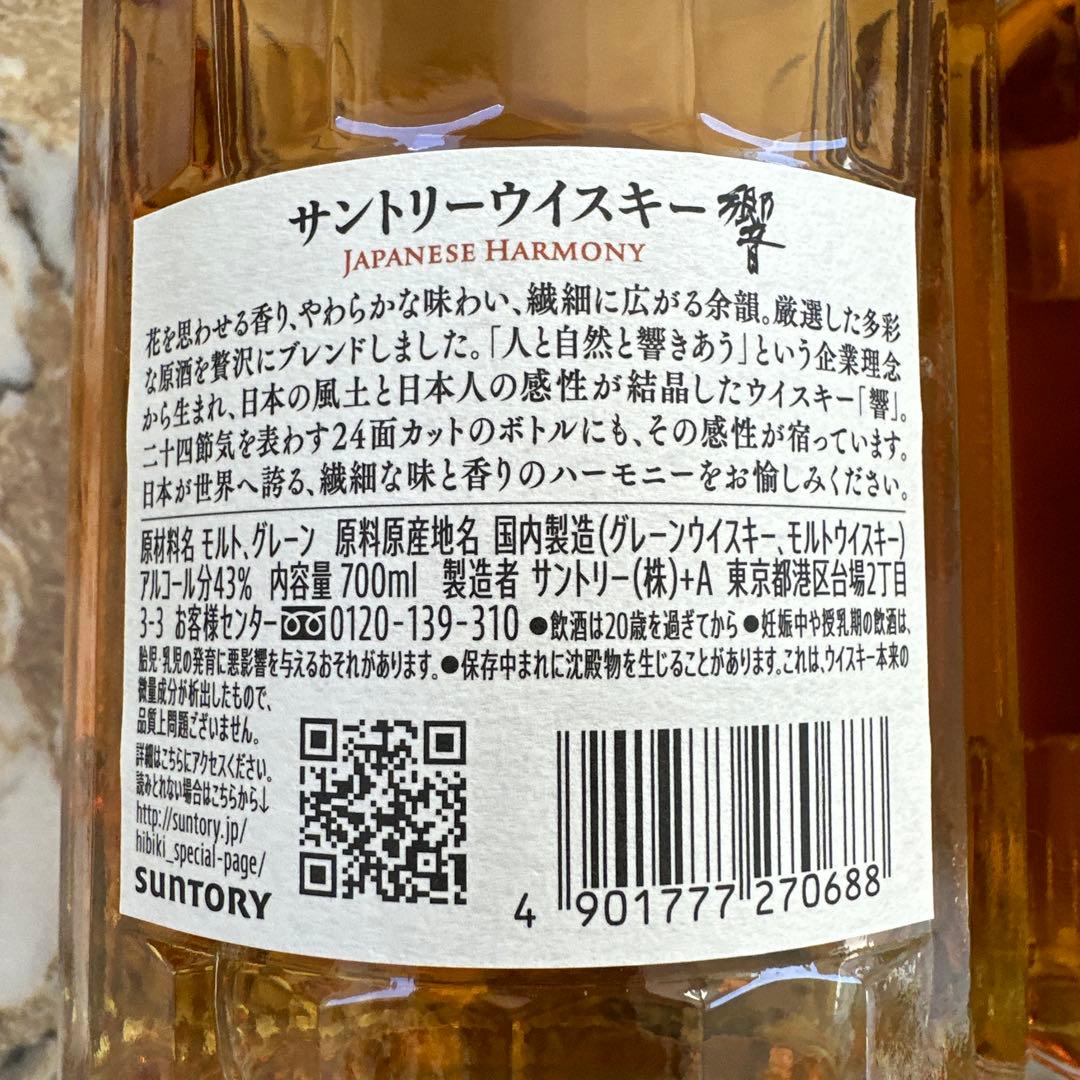 サントリーウイスキー 響
JAPANESE HARMONY
花を思わせる香り、やわらかな味わい、繊細に広がる余韻。厳選した多彩
な原酒を贅沢にブレンドしました。「人と自然と響きあう」という企業理念
から生まれ、日本の風土と日本人の感性が結晶したウイスキー「響」。
二十四節気を表わす24面カットのボトルにも、その感性が宿っています。
日本が世界へ誇る、繊細な味と香りのハーモニーをお愉しみください。
原材料名 モルト、グレーン 原料原産地名 国内製造(グレーンウイスキー、モルトウイスキー)
アルコール分43% 内容量 700ml 製造者 サントリー(株)+A 東京都港区台場2丁目
3-3 お客様センター 0120-139-310 ●飲酒は20歳を過ぎてから ●妊娠中や授乳期の飲酒は、
胎児・乳児の発育に悪影響を与えるおそれがあります。●保存中まれに沈殿物を生じることがあります。これは、ウイスキー本来の
微量成分が析出したもので、
品質上問題ございません。
詳細はこちらにアクセスください。
読みとれない場合はこちらから↓
http://suntory.jp/
hibiki_special-page/
SUNTORY
4 901777 270688